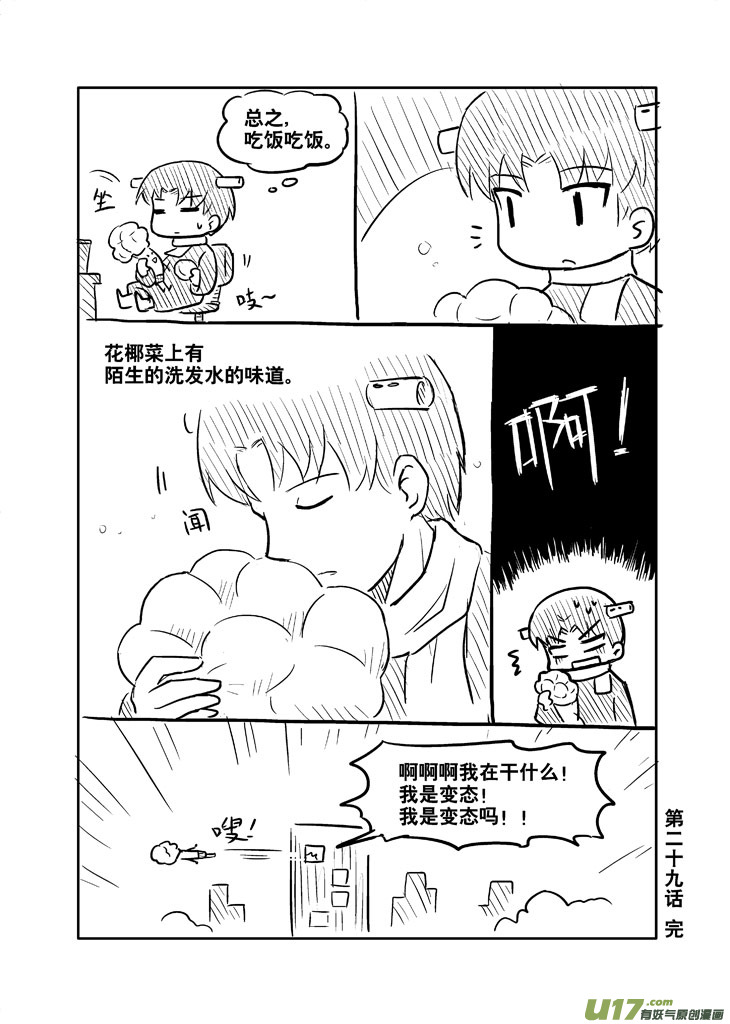 总之，
吃饭吃饭。
坐
吱～
花椰菜上有
陌生的洗发水的味道。
闻
啊！
啊啊啊我在干什么！
我是变态！
我是变态吗！！
嗖！
第二十九话 完
U17.com
有妖气原创漫画